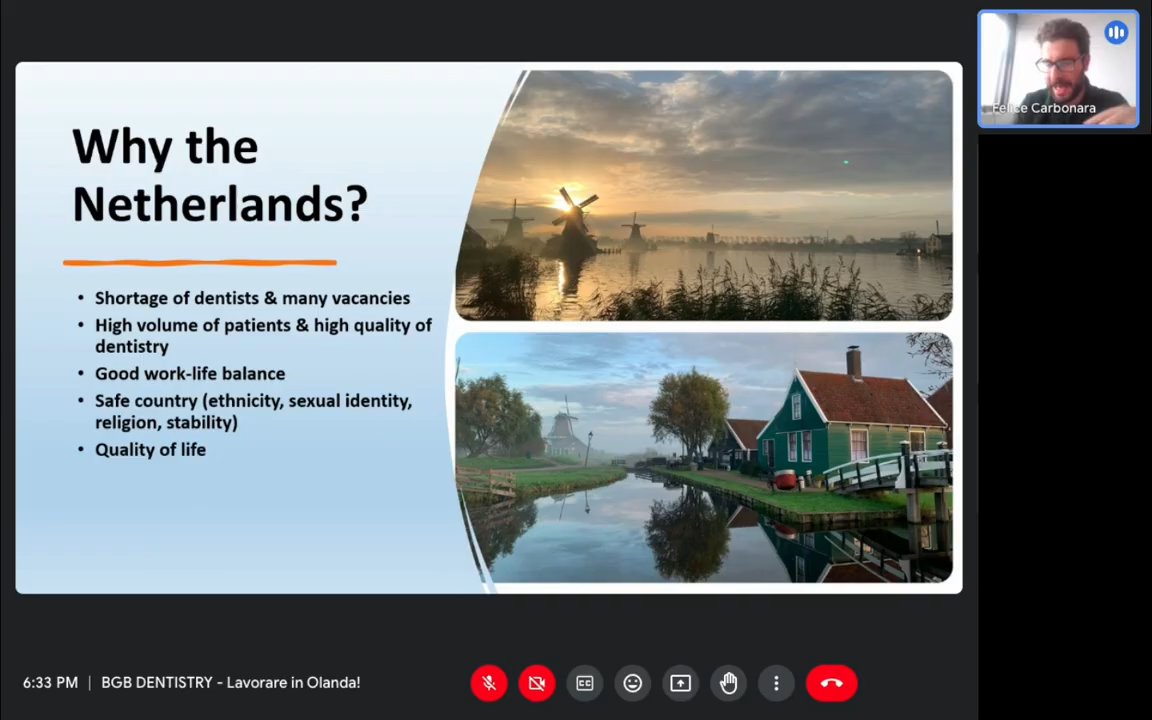 Why the
Netherlands?
• Shortage of dentists & many vacancies
• High volume of patients & high quality of
dentistry
• Good work-life balance
• Safe country (ethnicity, sexual identity,
religion, stability)
• Quality of life
Felice Carbonara
6:33 PM | BGB DENTISTRY - Lavorare in Olanda!
CC